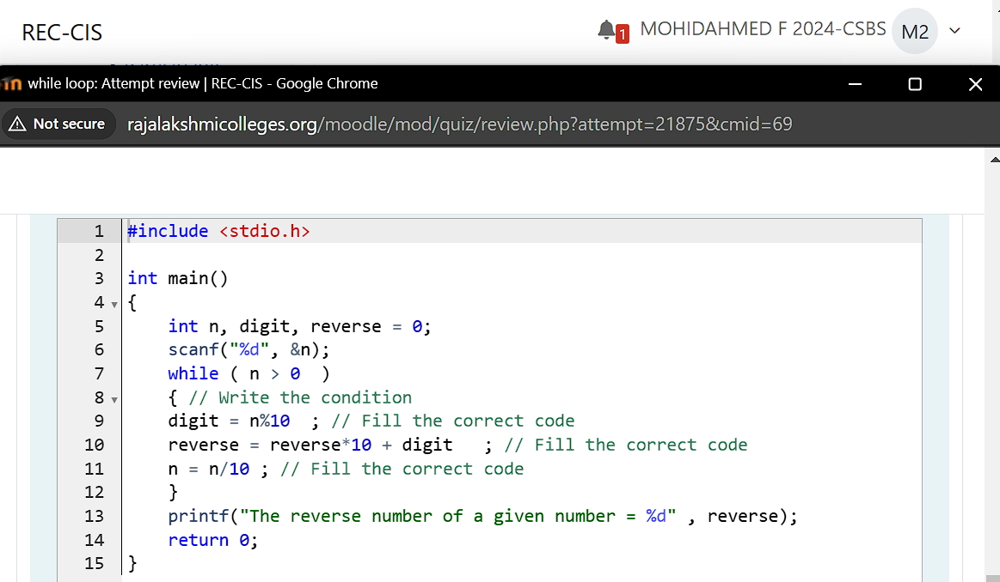 REC-CIS
1 MOHIDAHMED F 2024-CSBS M2
while loop: Attempt review | REC-CIS - Google Chrome
Not secure rajalakshmicolleges.org/moodle/mod/quiz/review.php?attempt=21875&cmid=69
1 #include <stdio.h>
2
3 int main()
4 {
5     int n, digit, reverse = 0;
6     scanf("%d", &n);
7     while ( n > 0  )
8     { // Write the condition
9     digit = n%10  ; // Fill the correct code
10     reverse = reverse*10 + digit   ; // Fill the correct code
11     n = n/10 ; // Fill the correct code
12     }
13     printf("The reverse number of a given number = %d" , reverse);
14     return 0;
15 }